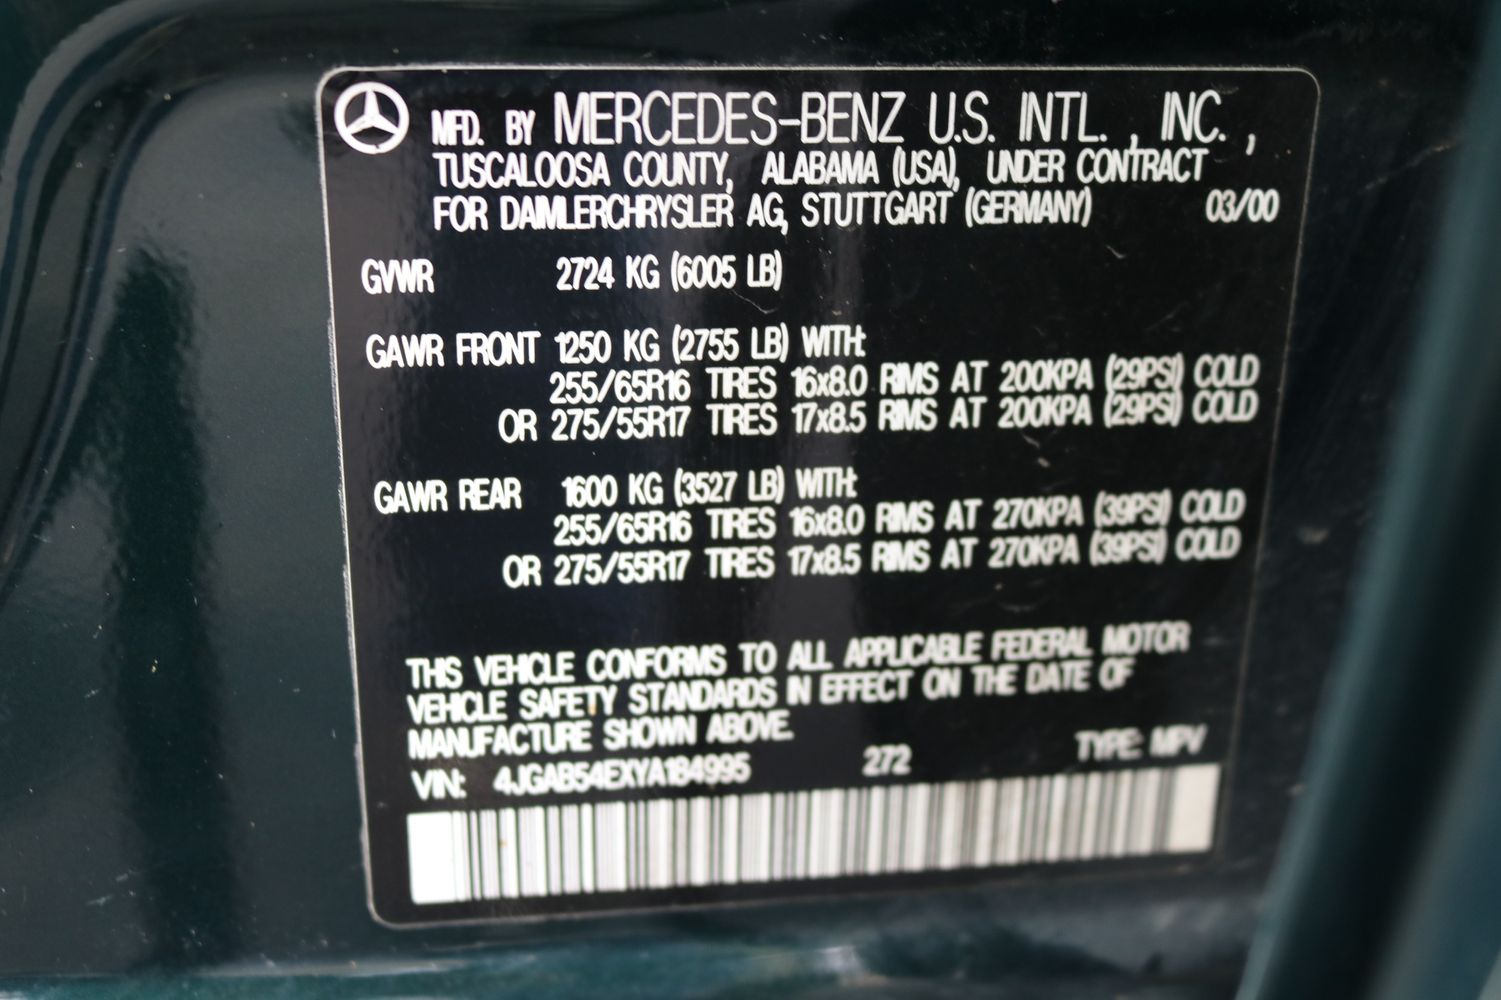 MFD. BY MERCEDES-BENZ U.S. INTL., INC.,
TUSCALOOSA COUNTY, ALABAMA (USA), UNDER CONTRACT
FOR DAIMLERCHRYSLER AG, STUTTGART (GERMANY) 03/00
GVWR 2724 KG (6005 LB)
GAWR FRONT 1250 KG (2755 LB) WITH:
255/65R16 TIRES 16x8.0 RIMS AT 200KPA (29PSI) COLD
OR 275/55R17 TIRES 17x8.5 RIMS AT 200KPA (29PSI) COLD
GAWR REAR 1600 KG (3527 LB) WITH:
255/65R16 TIRES 16x8.0 RIMS AT 270KPA (39PSI) COLD
OR 275/55R17 TIRES 17x8.5 RIMS AT 270KPA (39PSI) COLD
THIS VEHICLE CONFORMS TO ALL APPLICABLE FEDERAL MOTOR
VEHICLE SAFETY STANDARDS IN EFFECT ON THE DATE OF
MANUFACTURE SHOWN ABOVE.
VIN: 4JGAB54EXYA184995 272 TYPE: MPV